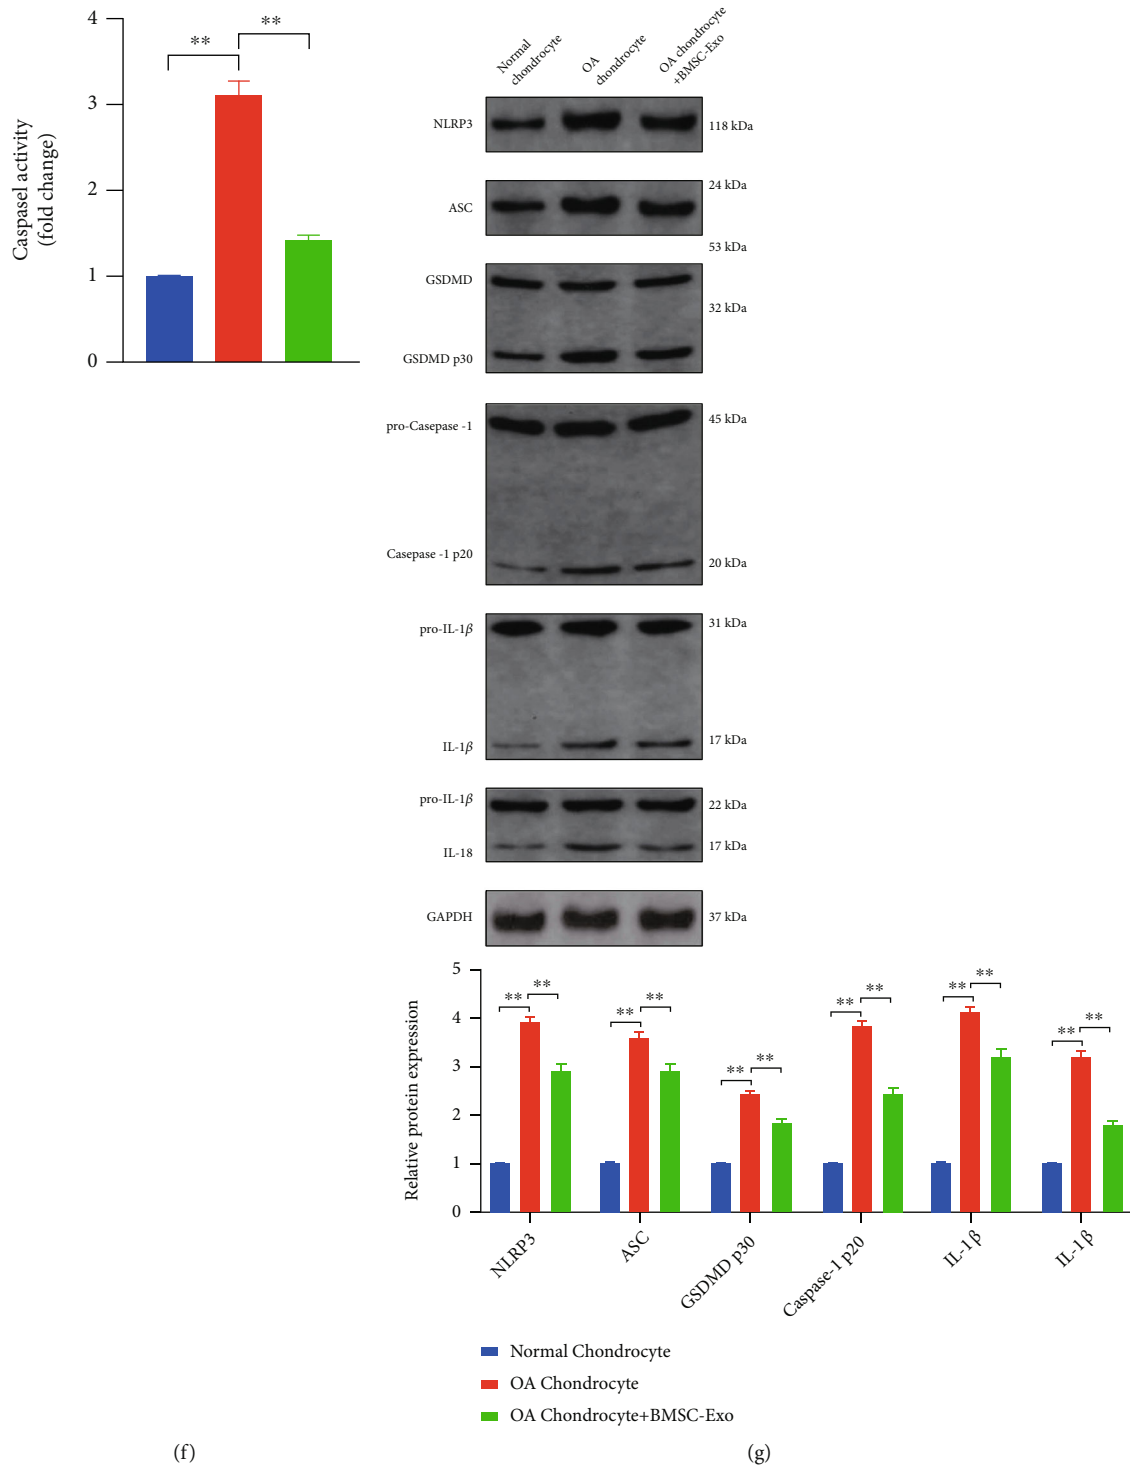 4
3
2
1
0
Caspasel activity
(fold change)
**
**
Normal
chondrocyte
OA
chondrocyte
OA chondrocyte
+BMSC-Exo
NLRP3
118 kDa
24 kDa
ASC
53 kDa
GSDMD
32 kDa
GSDMD p30
pro-Casepase -1
45 kDa
Casepase -1 p20
20 kDa
pro-IL-1β
31 kDa
IL-1β
17 kDa
pro-IL-1β
22 kDa
IL-18
17 kDa
GAPDH
37 kDa
5
4
3
2
1
0
Relative protein expression
** **
** **
** **
** **
** **
** **
NLRP3
ASC
GSDMD p30
Caspase-1 p20
IL-1β
IL-1β
Normal Chondrocyte
OA Chondrocyte
OA Chondrocyte+BMSC-Exo
(f)
(g)